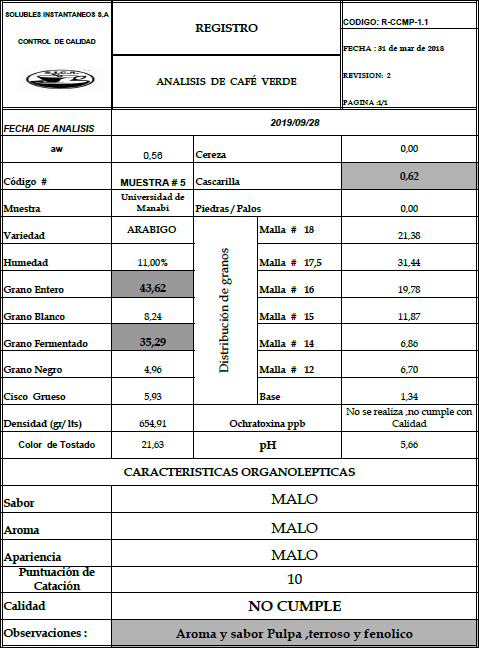 SOLUBLES INSTANTANEOS S.A
CONTROL DE CALIDAD
REGISTRO
ANALISIS DE CAFÉ VERDE
CODIGO: R-CCMP-1.1
FECHA : 31 de mar de 2018
REVISION: 2
PAGINA :1/1
FECHA DE ANALISIS 2019/09/28
aw 0,56 Cereza 0,00
Código # MUESTRA # 5 Cascarilla 0,62
Muestra Universidad de Manabi Piedras / Palos 0,00
Variedad ARABIGO Malla # 18 21,38
Humedad 11,00% Malla # 17,5 31,44
Grano Entero 43,62 Malla # 16 19,78
Distribución de granos
Grano Blanco 8,24 Malla # 15 11,87
Grano Fermentado 35,29 Malla # 14 6,86
Grano Negro 4,96 Malla # 12 6,70
Cisco Grueso 5,93 Base 1,34
Densidad (gr/ lts) 654,91 Ochratoxina ppb No se realiza ,no cumple con Calidad
Color de Tostado 21,63 pH 5,66
CARACTERISTICAS ORGANOLEPTICAS
Sabor MALO
Aroma MALO
Apariencia MALO
Puntuación de Catación 10
Calidad NO CUMPLE
Observaciones : Aroma y sabor Pulpa ,terroso y fenolico